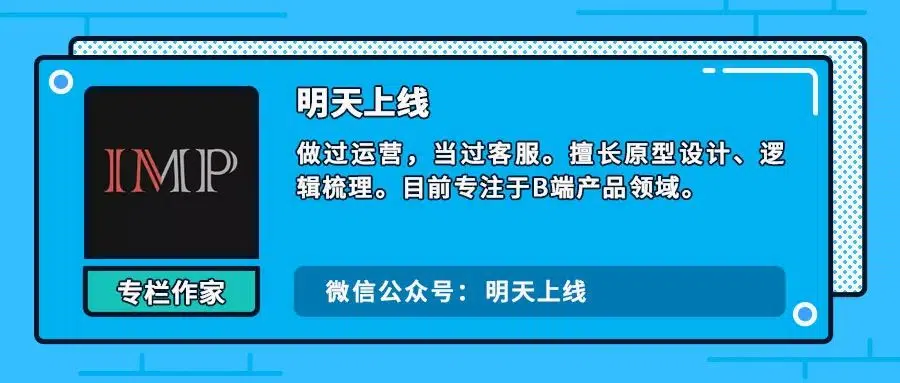 明天上线
做过运营，当过客服。擅长原型设计、逻
辑梳理。目前专注于B端产品领域。
IMP
专栏作家
微信公众号：明天上线